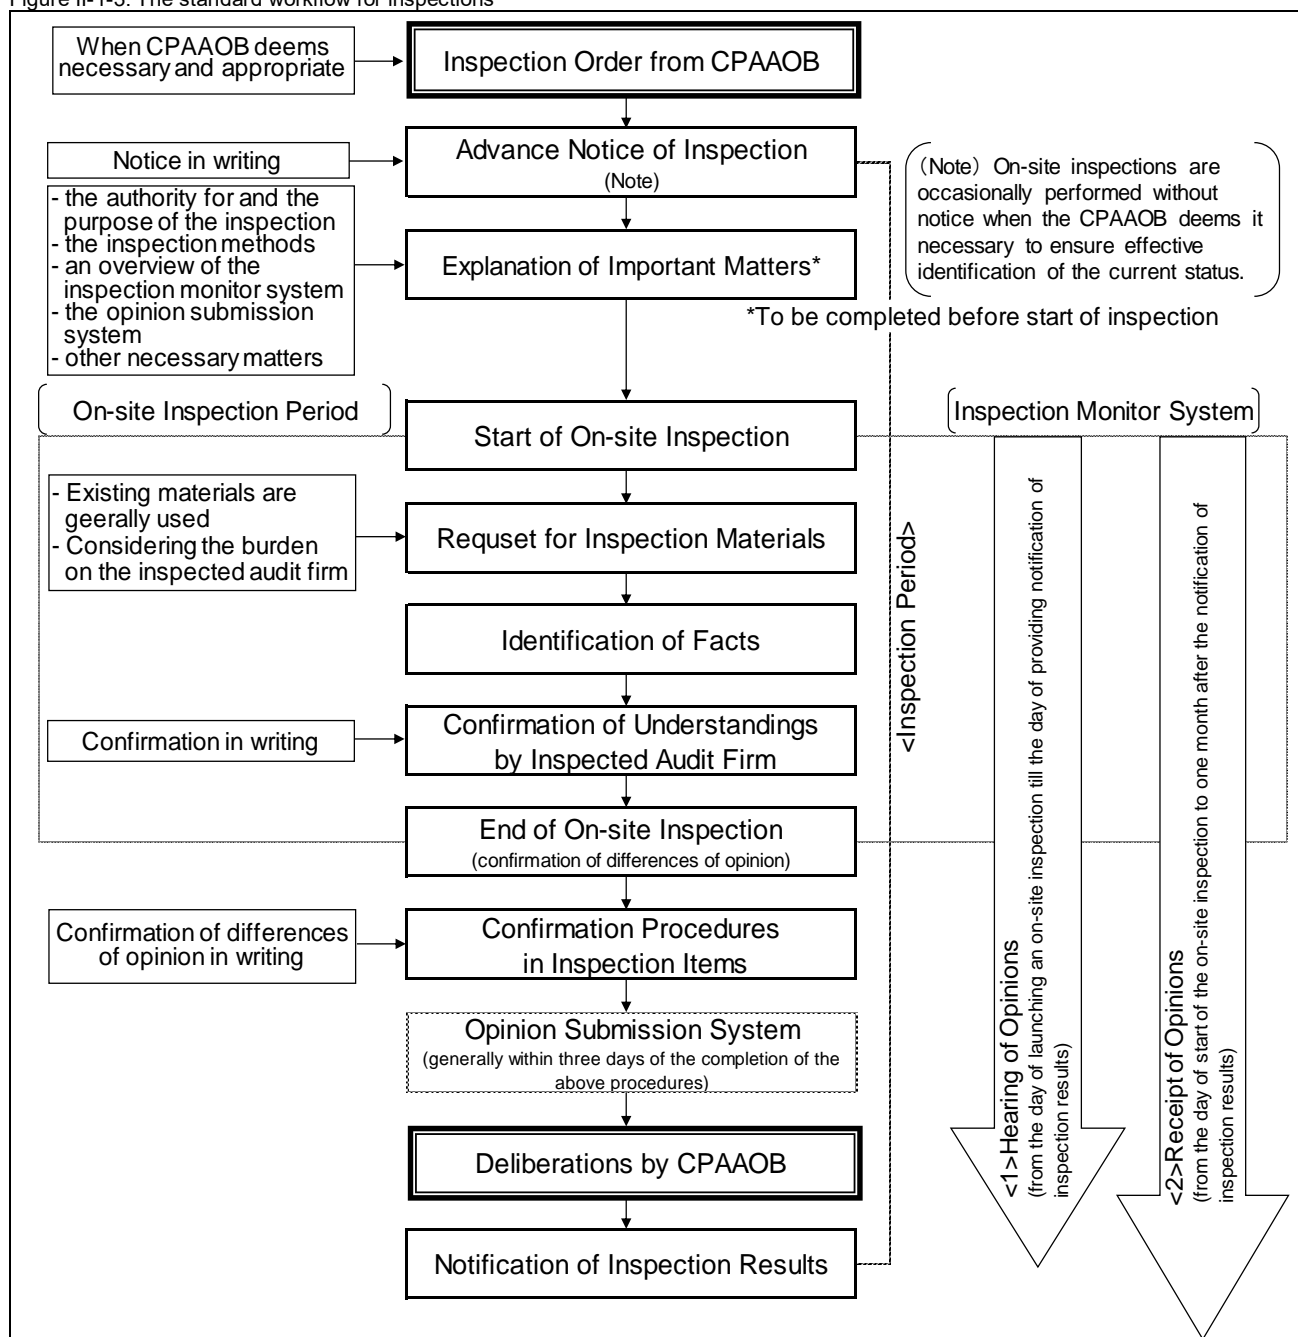 Figure II-1-3: The standard workflow for inspections
When CPAAOB deems
necessary and appropriate
Inspection Order from CPAAOB
Notice in writing
Advance Notice of Inspection
(Note)
(Note) On-site inspections are
occasionally performed without
notice when the CPAAOB deems it
necessary to ensure effective
identification of the current status.
- the authority for and the
purpose of the inspection
- the inspection methods
- an overview of the
inspection monitor system
- the opinion submission
system
- other necessary matters
Explanation of Important Matters*
*To be completed before start of inspection
On-site Inspection Period
Start of On-site Inspection
Inspection Monitor System
- Existing materials are
geerally used
- Considering the burden
on the inspected audit firm
Requset for Inspection Materials
Identification of Facts
Confirmation in writing
Confirmation of Understandings
by Inspected Audit Firm
End of On-site Inspection
(confirmation of differences of opinion)
Confirmation of differences
of opinion in writing
Confirmation Procedures
in Inspection Items
Opinion Submission System
(generally within three days of the completion of the
above procedures)
Deliberations by CPAAOB
Notification of Inspection Results
<Inspection Period>
<1>Hearing of Opinions
(from the day of launching an on-site inspection till the day of providing notification of
inspection results)
<2>Receipt of Opinions
(from the day of start of the on-site inspection to one month after the notification of
inspection results)